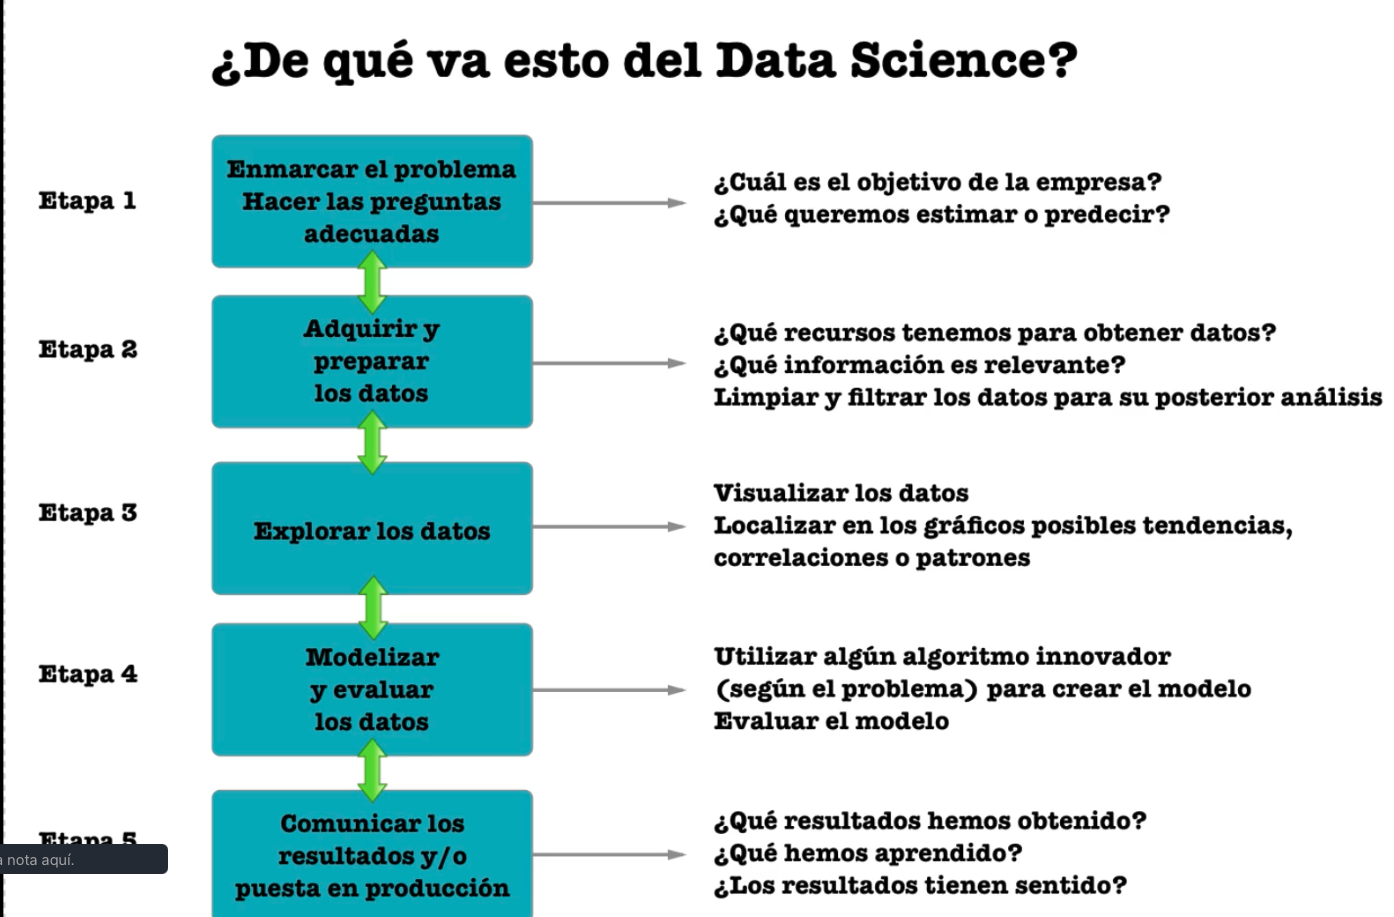 ¿De qué va esto del Data Science?
Etapa 1
Enmarcar el problema
Hacer las preguntas
adecuadas
¿Cuál es el objetivo de la empresa?
¿Qué queremos estimar o predecir?
Etapa 2
Adquirir y
preparar
los datos
¿Qué recursos tenemos para obtener datos?
¿Qué información es relevante?
Limpiar y filtrar los datos para su posterior análisis
Etapa 3
Explorar los datos
Visualizar los datos
Localizar en los gráficos posibles tendencias,
correlaciones o patrones
Etapa 4
Modelizar
y evaluar
los datos
Utilizar algún algoritmo innovador
(según el problema) para crear el modelo
Evaluar el modelo
Etapa 5
Comunicar los
resultados y/o
puesta en producción
¿Qué resultados hemos obtenido?
¿Qué hemos aprendido?
¿Los resultados tienen sentido?
a nota aquí.